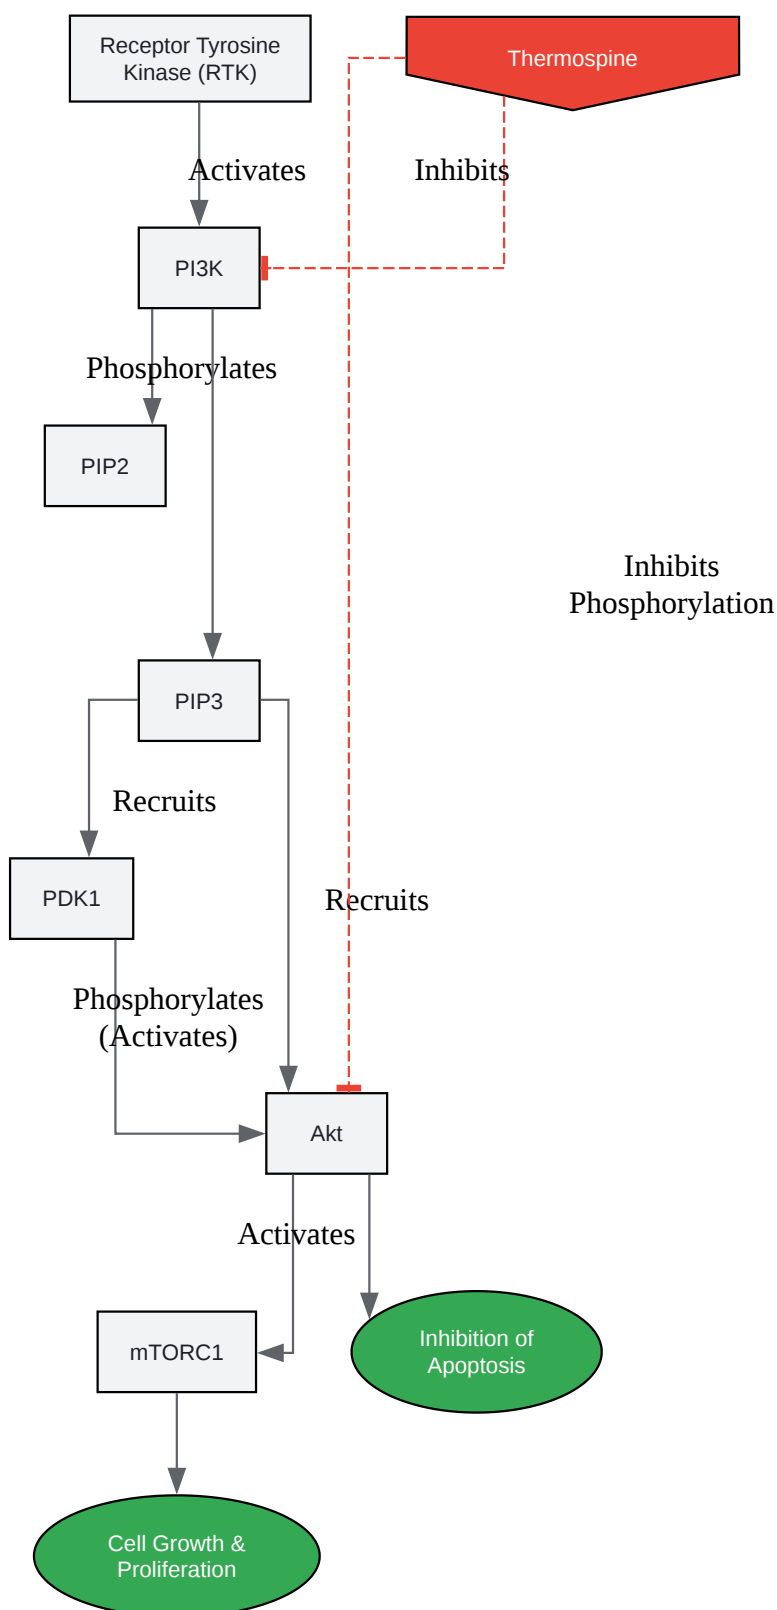 Receptor Tyrosine
Kinase (RTK)
Thermospine
Activates
Inhibits
PI3K
Phosphorylates
PIP2
Inhibits
Phosphorylation
PIP3
Recruits
PDK1
Recruits
Phosphorylates
(Activates)
Akt
Activates
Inhibition of
Apoptosis
mTORC1
Cell Growth &
Proliferation